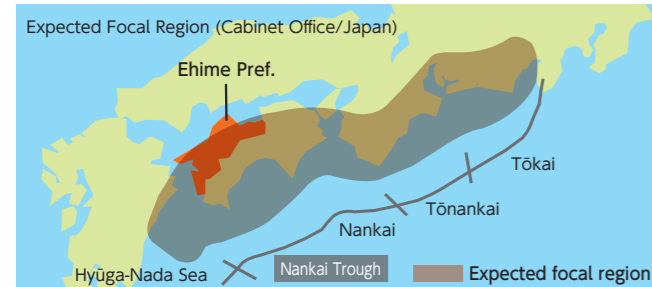 Expected Focal Region (Cabinet Office/Japan)
Ehime Pref.
Tōkai
Tōnankai
Nankai
Hyūga-Nada Sea
Nankai Trough
Expected focal region